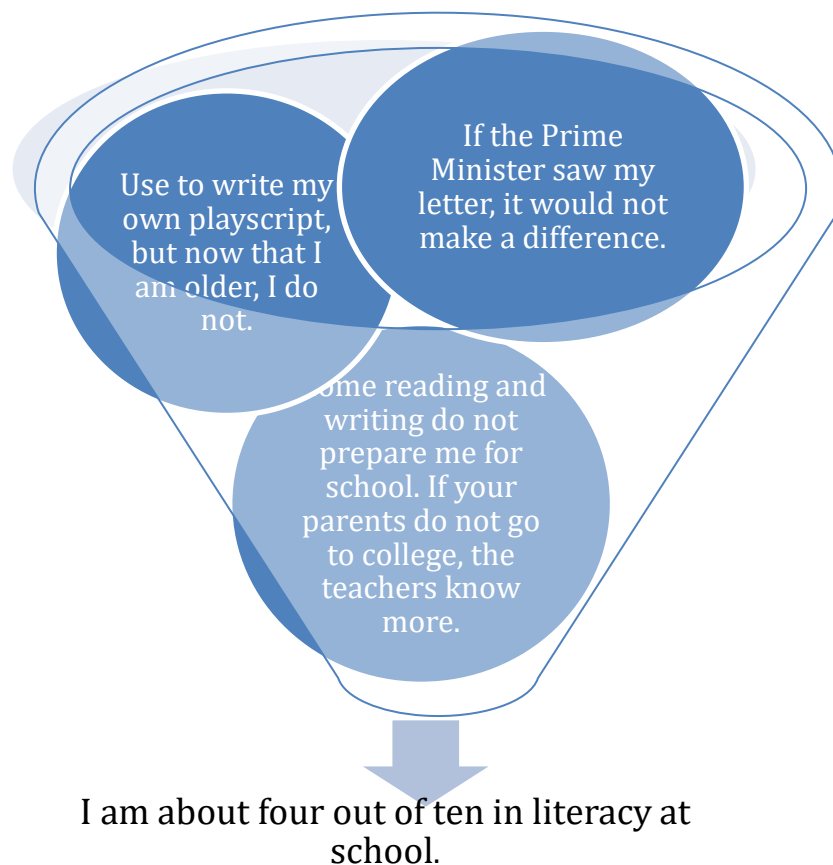 Use to write my
own playscript,
but now that I
am older, I do
not.
If the Prime
Minister saw my
letter, it would not
make a difference.
ome reading and
writing do not
prepare me for
school. If your
parents do not go
to college, the
teachers know
more.
I am about four out of ten in literacy at
school.